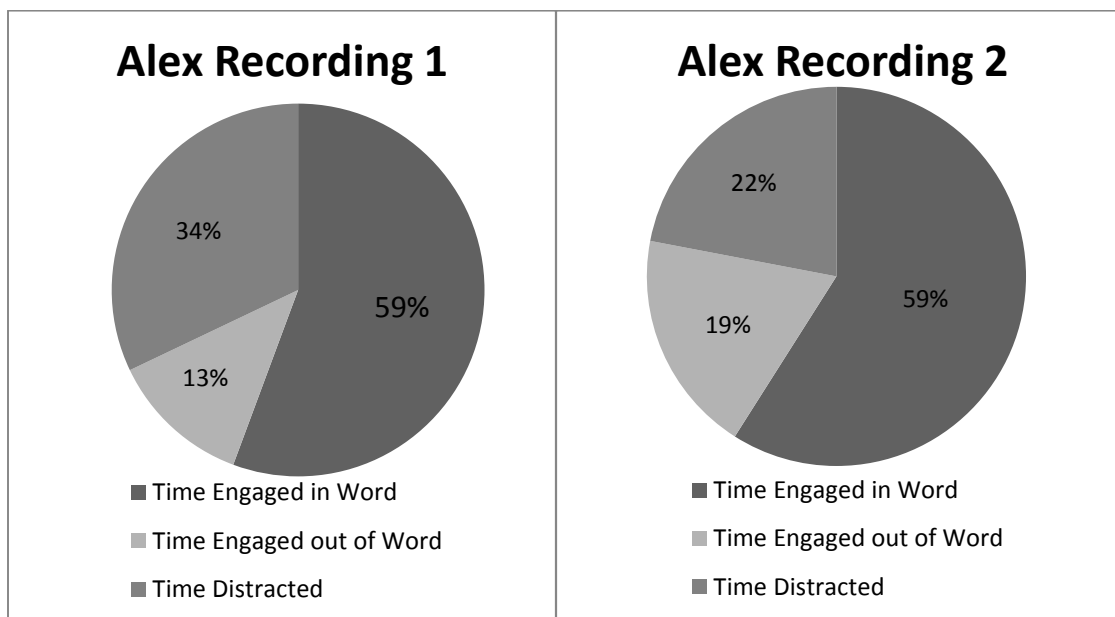 Alex Recording 1
34%
59%
13%
Time Engaged in Word
Time Engaged out of Word
Time Distracted
Alex Recording 2
22%
59%
19%
Time Engaged in Word
Time Engaged out of Word
Time Distracted